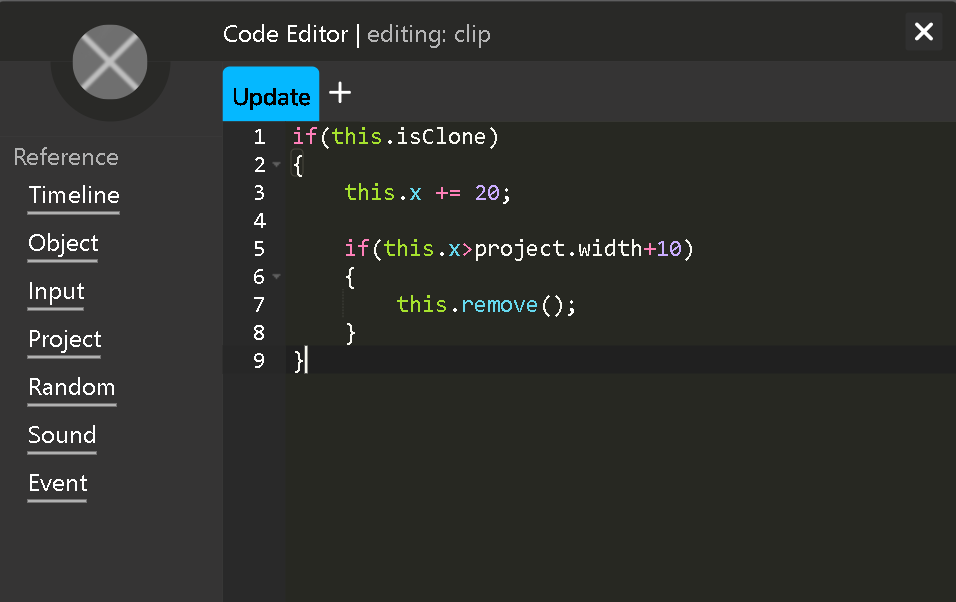 Code Editor | editing: clip
Update +
Reference
Timeline
Object
Input
Project
Random
Sound
Event
1 if(this.isClone)
2 {
3     this.x += 20;
4
5     if(this.x>project.width+10)
6     {
7         this.remove();
8     }
9 }